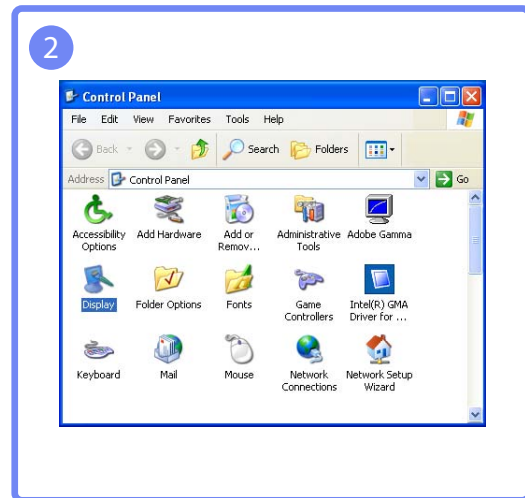 2
Control Panel
File Edit View Favorites Tools Help
Back Search Folders
Address Control Panel Go
Accessibility Options Add Hardware Add or Remov... Administrative Tools Adobe Gamma
Display Folder Options Fonts Game Controllers Intel(R) GMA Driver for ...
Keyboard Mail Mouse Network Connections Network Setup Wizard